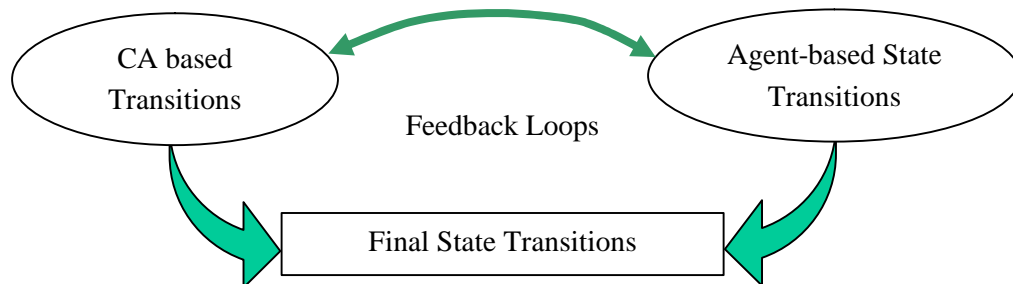 CA based
Transitions
Agent-based State
Transitions
Feedback Loops
Final State Transitions